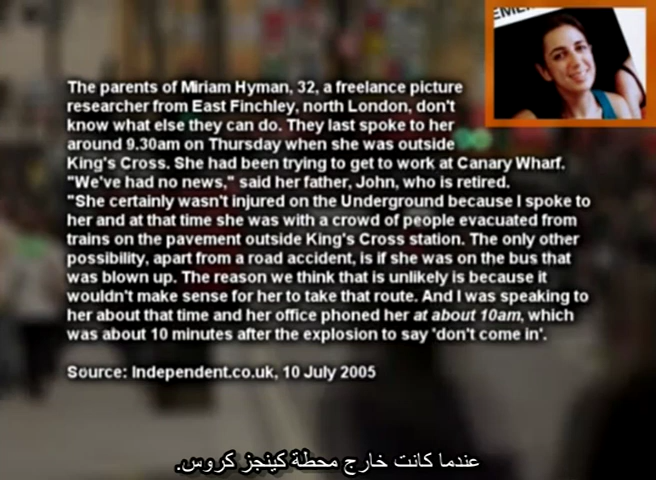 The parents of Miriam Hyman, 32, a freelance picture
researcher from East Finchley, north London, don't
know what else they can do. They last spoke to her
around 9.30am on Thursday when she was outside
King's Cross. She had been trying to get to work at Canary Wharf.
"We've had no news," said her father, John, who is retired.
"She certainly wasn't injured on the Underground because I spoke to
her and at that time she was with a crowd of people evacuated from
trains on the pavement outside King's Cross station. The only other
possibility, apart from a road accident, is if she was on the bus that
was blown up. The reason we think that is unlikely is because it
wouldn't make sense for her to take that route. And I was speaking to
her about that time and her office phoned her at about 10am, which
was about 10 minutes after the explosion to say 'don't come in'.
Source: Independent.co.uk, 10 July 2005
عندما كانت خارج محطة كينجز كروس.